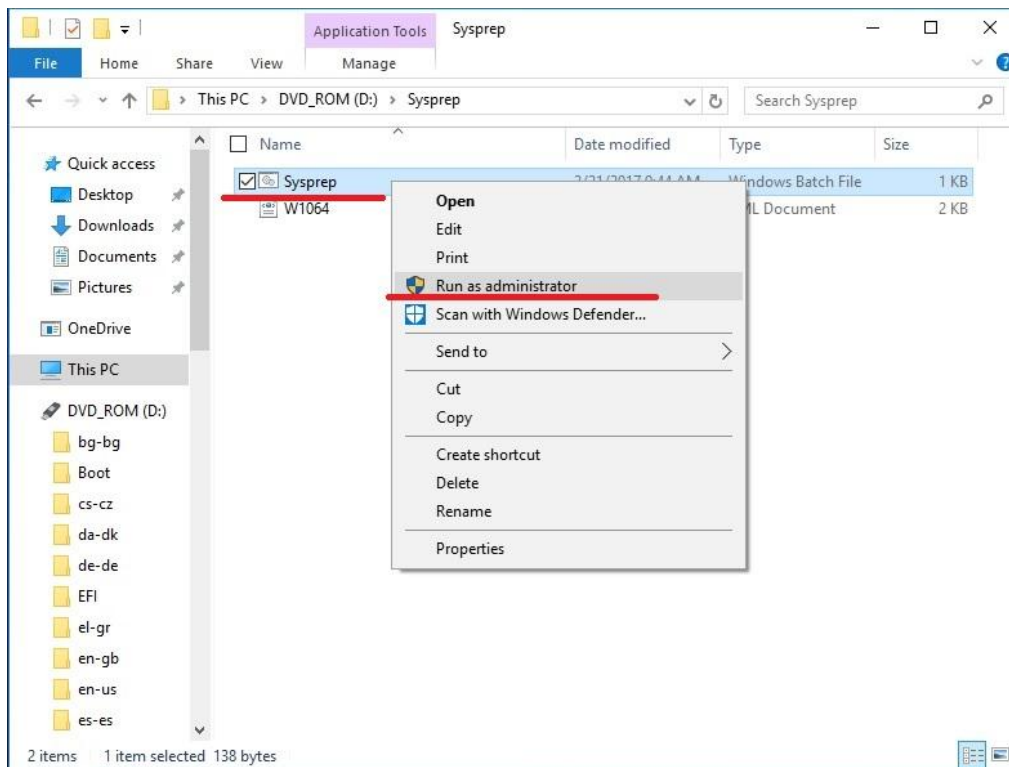 Application Tools Sysprep
File Home Share View Manage
This PC > DVD_ROM (D:) > Sysprep Search Sysprep
Quick access
Desktop
Downloads
Documents
Pictures
OneDrive
This PC
DVD_ROM (D:)
bg-bg
Boot
cs-cz
da-dk
de-de
EFI
el-gr
en-gb
en-us
es-es
Name Date modified Type Size
Sysprep Windows Batch File 1 KB
W1064 Document 2 KB
Open
Edit
Print
Run as administrator
Scan with Windows Defender...
Send to
Cut
Copy
Create shortcut
Delete
Rename
Properties
2 items 1 item selected 138 bytes